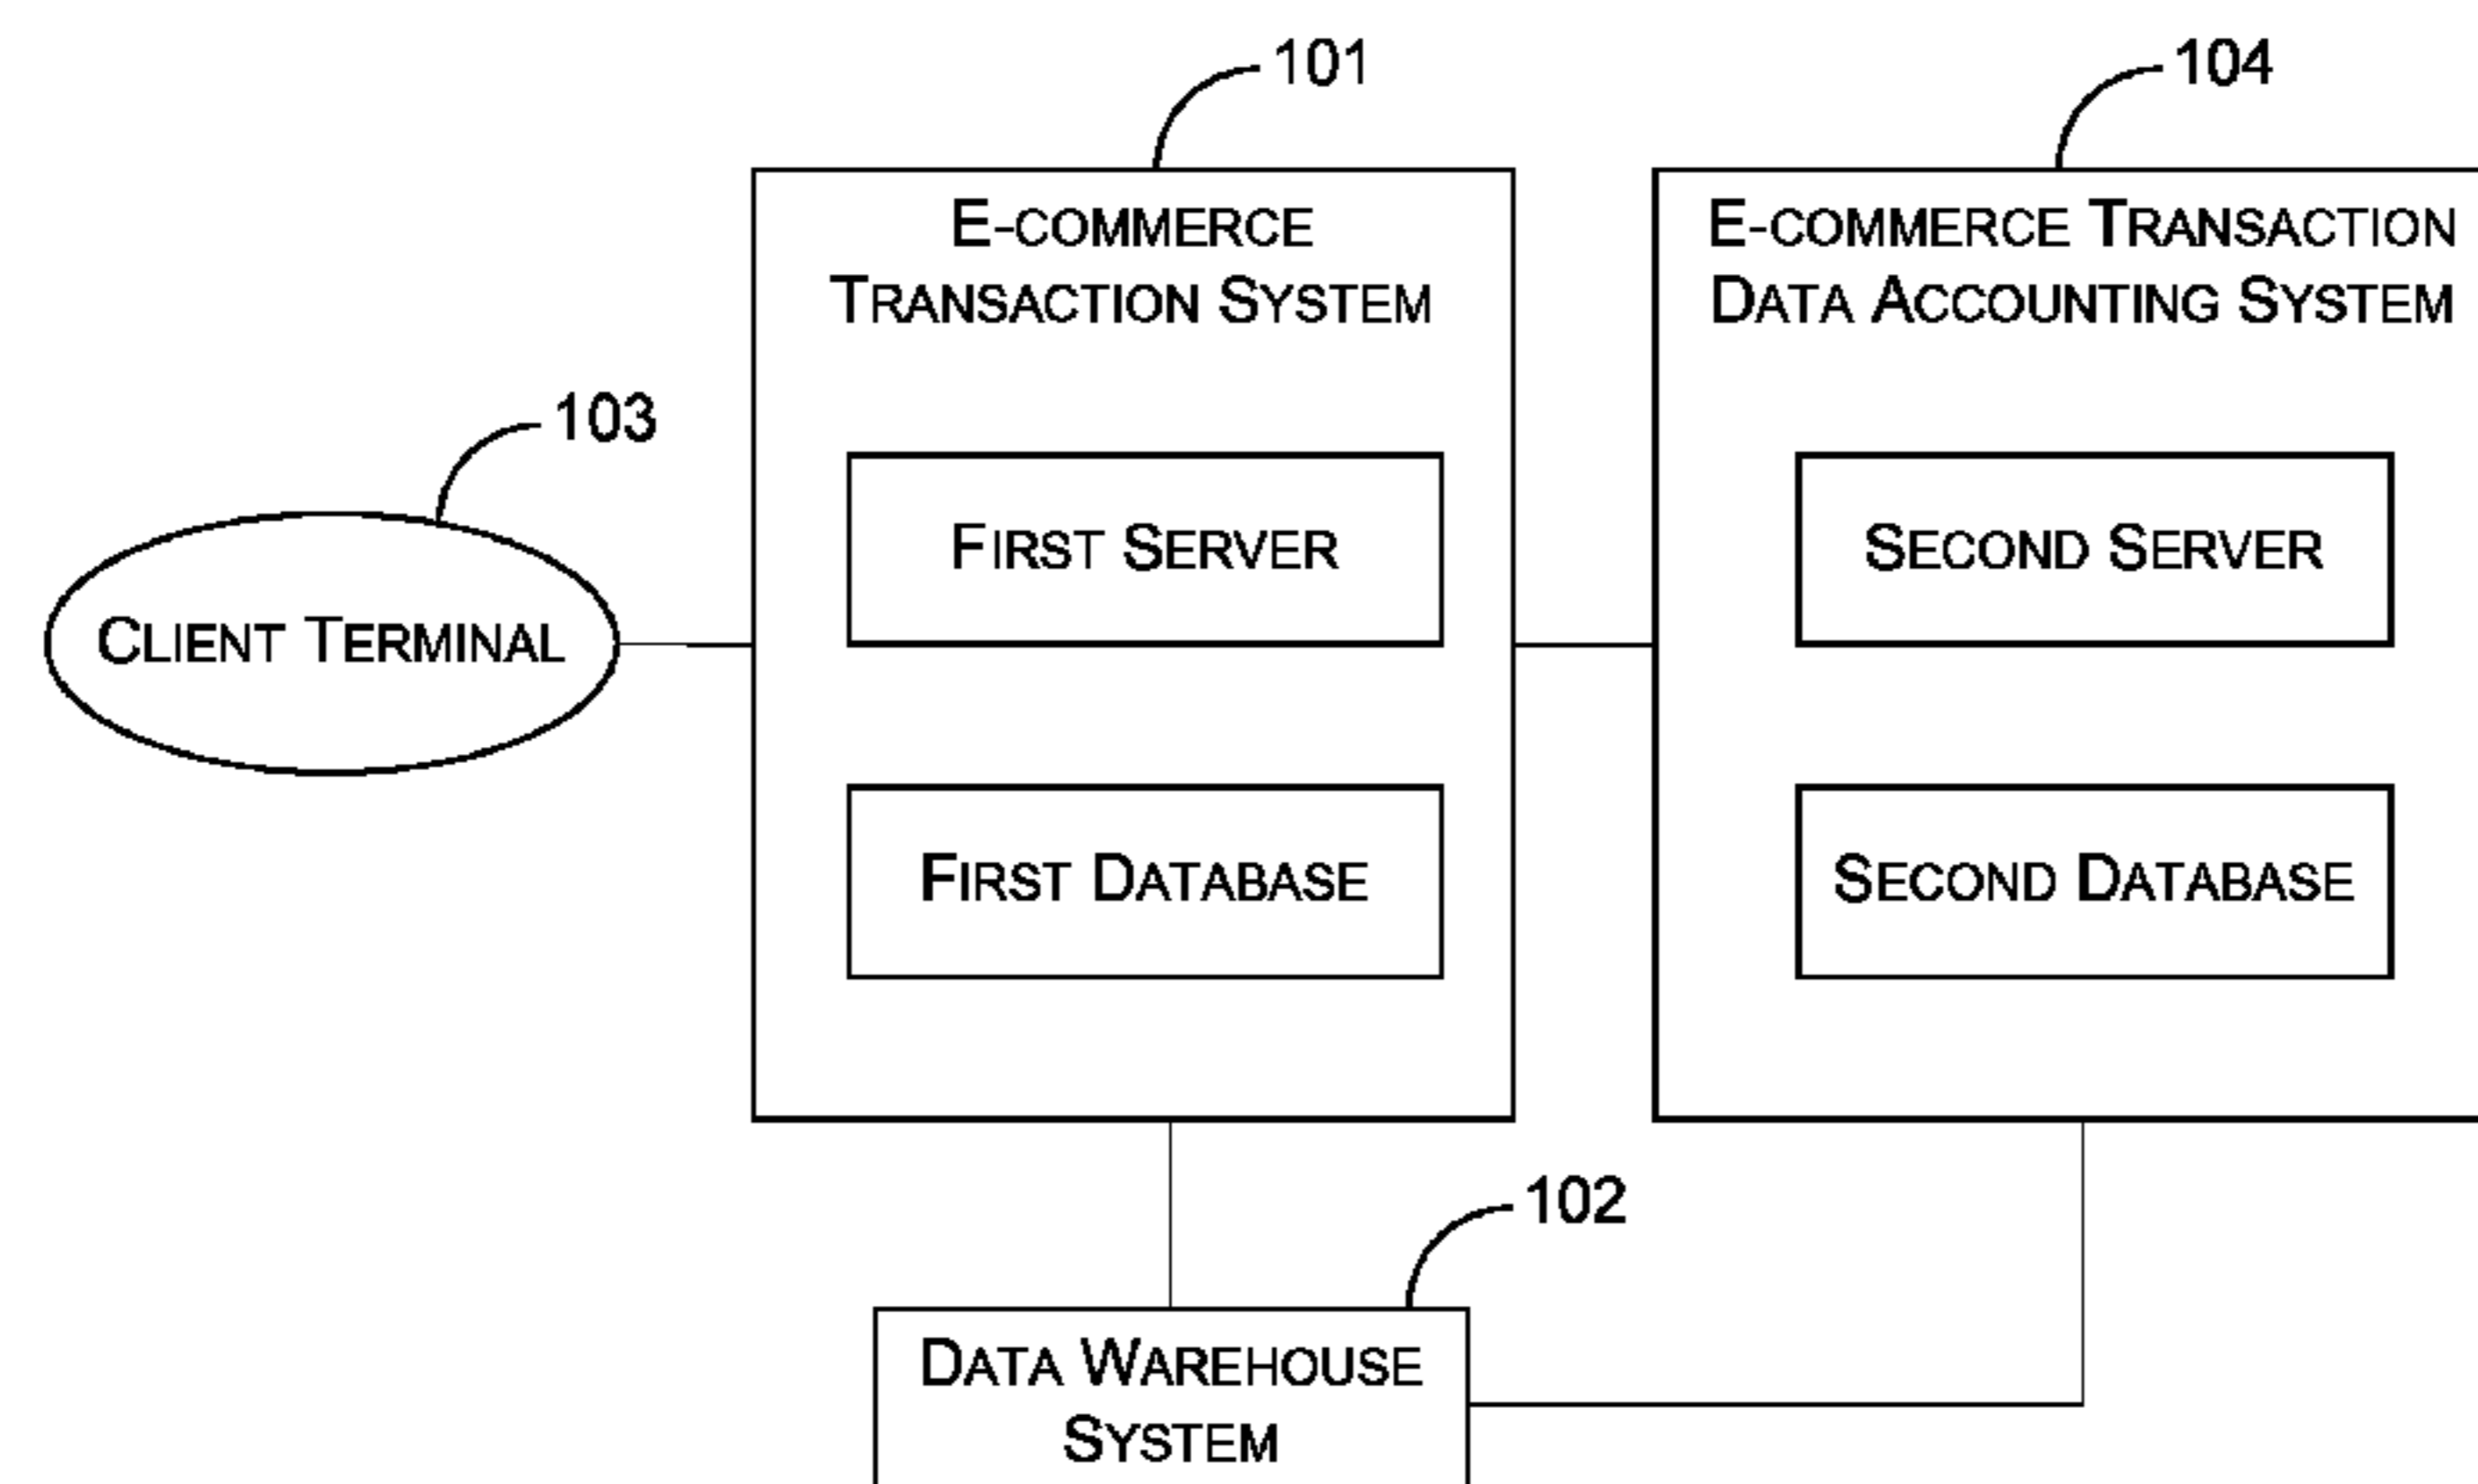 101
104
E-COMMERCE
TRANSACTION SYSTEM
E-COMMERCE TRANSACTION
DATA ACCOUNTING SYSTEM
103
FIRST SERVER
SECOND SERVER
CLIENT TERMINAL
FIRST DATABASE
SECOND DATABASE
102
DATA WAREHOUSE
SYSTEM